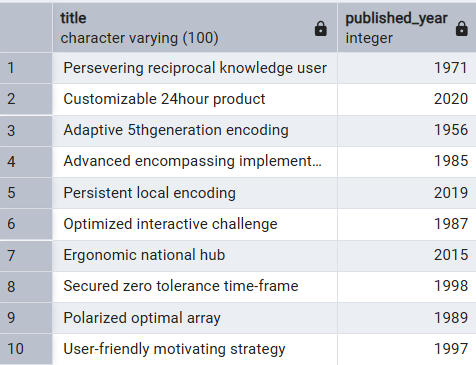 title published_year
character varying (100) integer
1 Persevering reciprocal knowledge user 1971
2 Customizable 24hour product 2020
3 Adaptive 5thgeneration encoding 1956
4 Advanced encompassing implement… 1985
5 Persistent local encoding 2019
6 Optimized interactive challenge 1987
7 Ergonomic national hub 2015
8 Secured zero tolerance time-frame 1998
9 Polarized optimal array 1989
10 User-friendly motivating strategy 1997